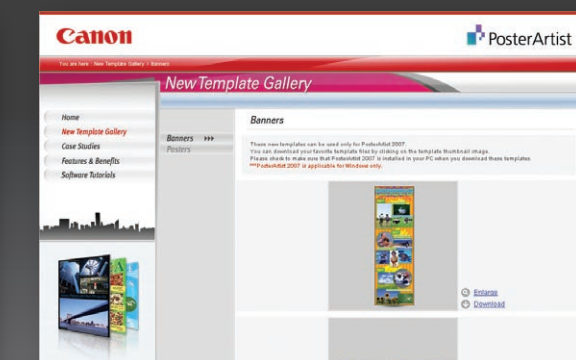 Canon
PosterArtist
You are here : New Template Gallery > Banners
New Template Gallery
Home
New Template Gallery
Case Studies
Features & Benefits
Software Tutorials
Banners >>>
Posters
Banners
These new templates can be used only for PosterArtist 2007.
You can download your favorite template files by clicking on the template thumbnail image.
Please check to make sure that PosterArtist 2007 is installed in your PC when you download these templates
***PosterArtist 2007 is applicable for Windows only.
Enlarge
Download